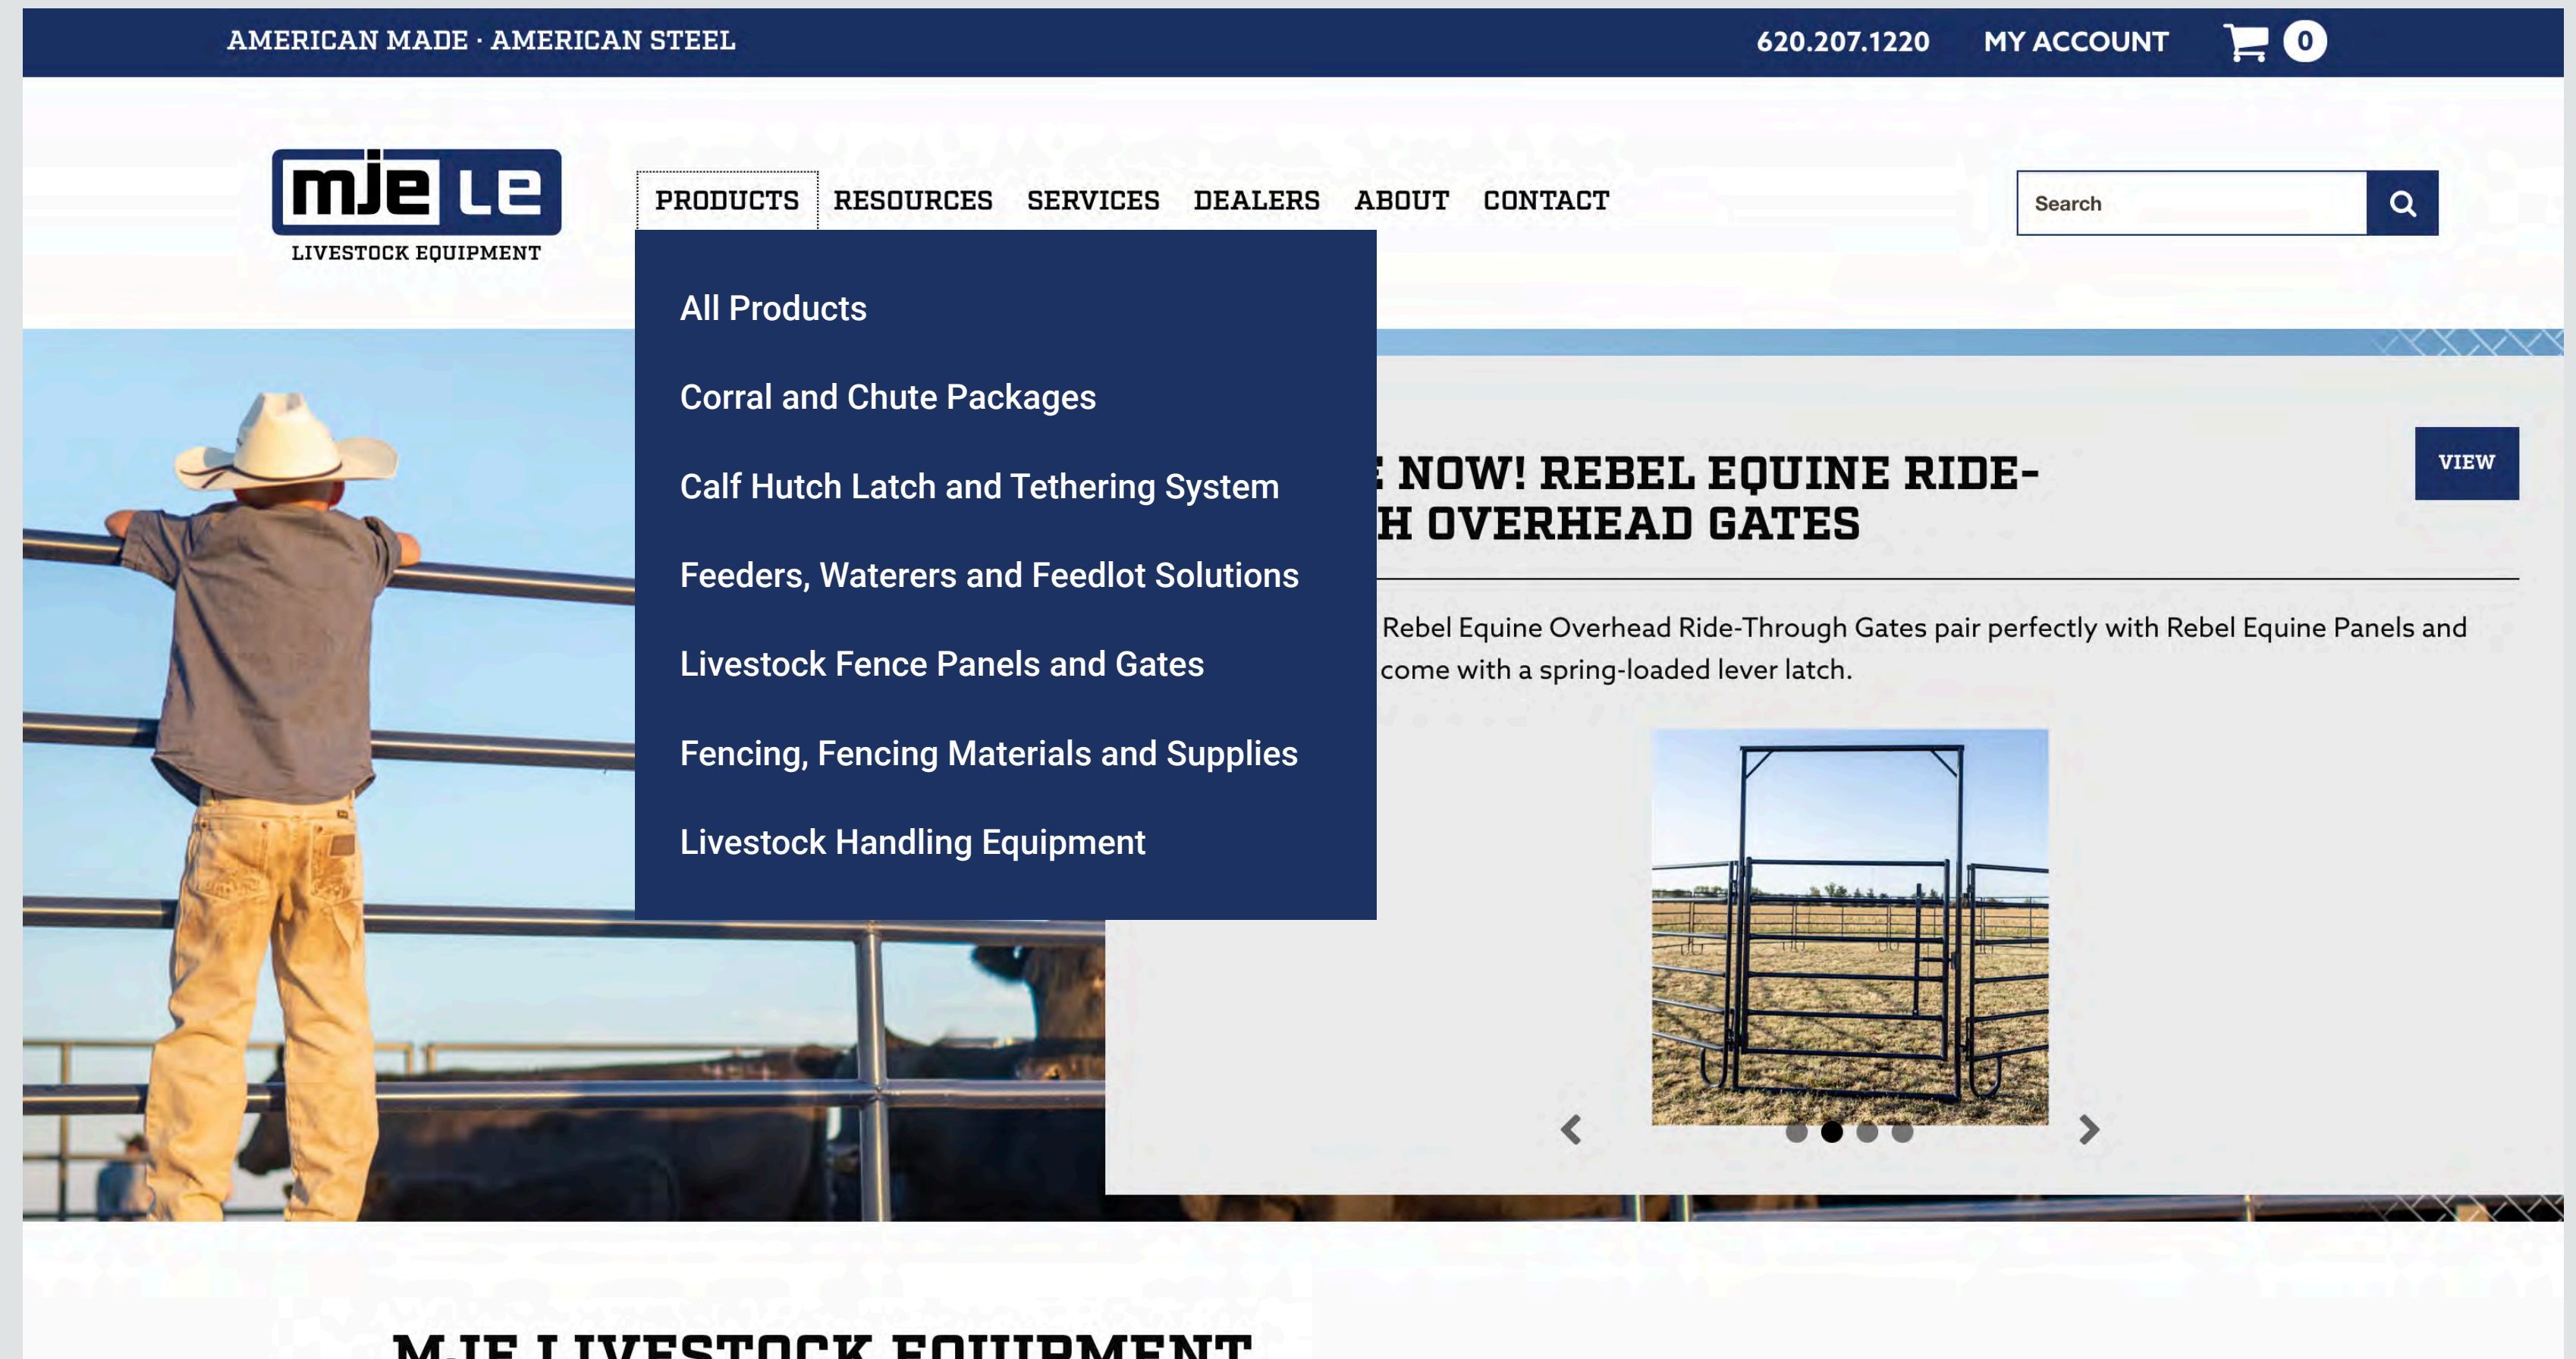 AMERICAN MADE · AMERICAN STEEL
620.207.1220 MY ACCOUNT 0
mje LE
LIVESTOCK EQUIPMENT
PRODUCTS RESOURCES SERVICES DEALERS ABOUT CONTACT
Search
All Products
Corral and Chute Packages
Calf Hutch Latch and Tethering System
Feeders, Waterers and Feedlot Solutions
Livestock Fence Panels and Gates
Fencing, Fencing Materials and Supplies
Livestock Handling Equipment
NOW! REBEL EQUINE RIDE-
H OVERHEAD GATES
VIEW
Rebel Equine Overhead Ride-Through Gates pair perfectly with Rebel Equine Panels and
come with a spring-loaded lever latch.
MJE LIVESTOCK EQUIPMENT